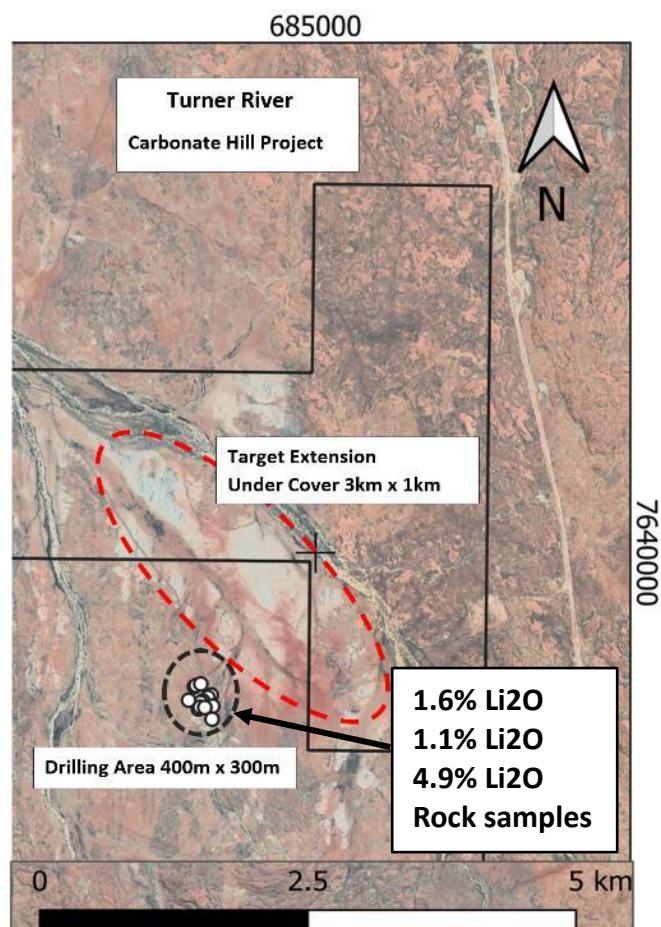 685000
Turner River
Carbonate Hill Project
N
Target Extension
Under Cover 3km x 1km
7640000
1.6% Li2O
1.1% Li2O
4.9% Li2O
Rock samples
Drilling Area 400m x 300m
0 2.5 5 km